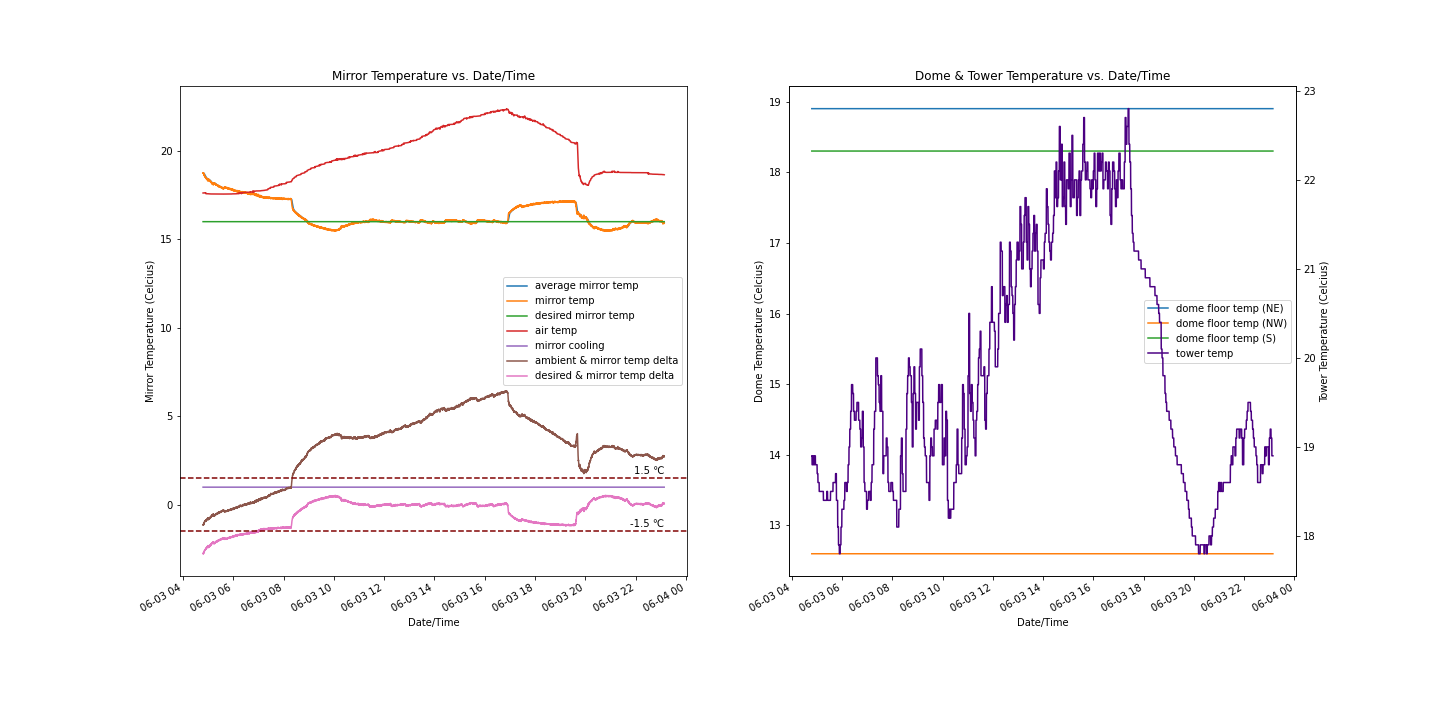 Mirror Temperature vs. Date/Time
Mirror Temperature (Celcius)
20
15
10
5
0
average mirror temp
mirror temp
desired mirror temp
air temp
mirror cooling
ambient & mirror temp delta
desired & mirror temp delta
1.5 °C
-1.5 °C
06-03 04
06-03 06
06-03 08
06-03 10
06-03 12
06-03 14
06-03 16
06-03 18
06-03 20
06-03 22
06-04 00
Date/Time
Dome & Tower Temperature vs. Date/Time
Dome Temperature (Celcius)
19
18
17
16
15
14
13
dome floor temp (NE)
dome floor temp (NW)
dome floor temp (S)
tower temp
23
22
21
20
19
18
Tower Temperature (Celcius)
06-03 04
06-03 06
06-03 08
06-03 10
06-03 12
06-03 14
06-03 16
06-03 18
06-03 20
06-03 22
06-04 00
Date/Time